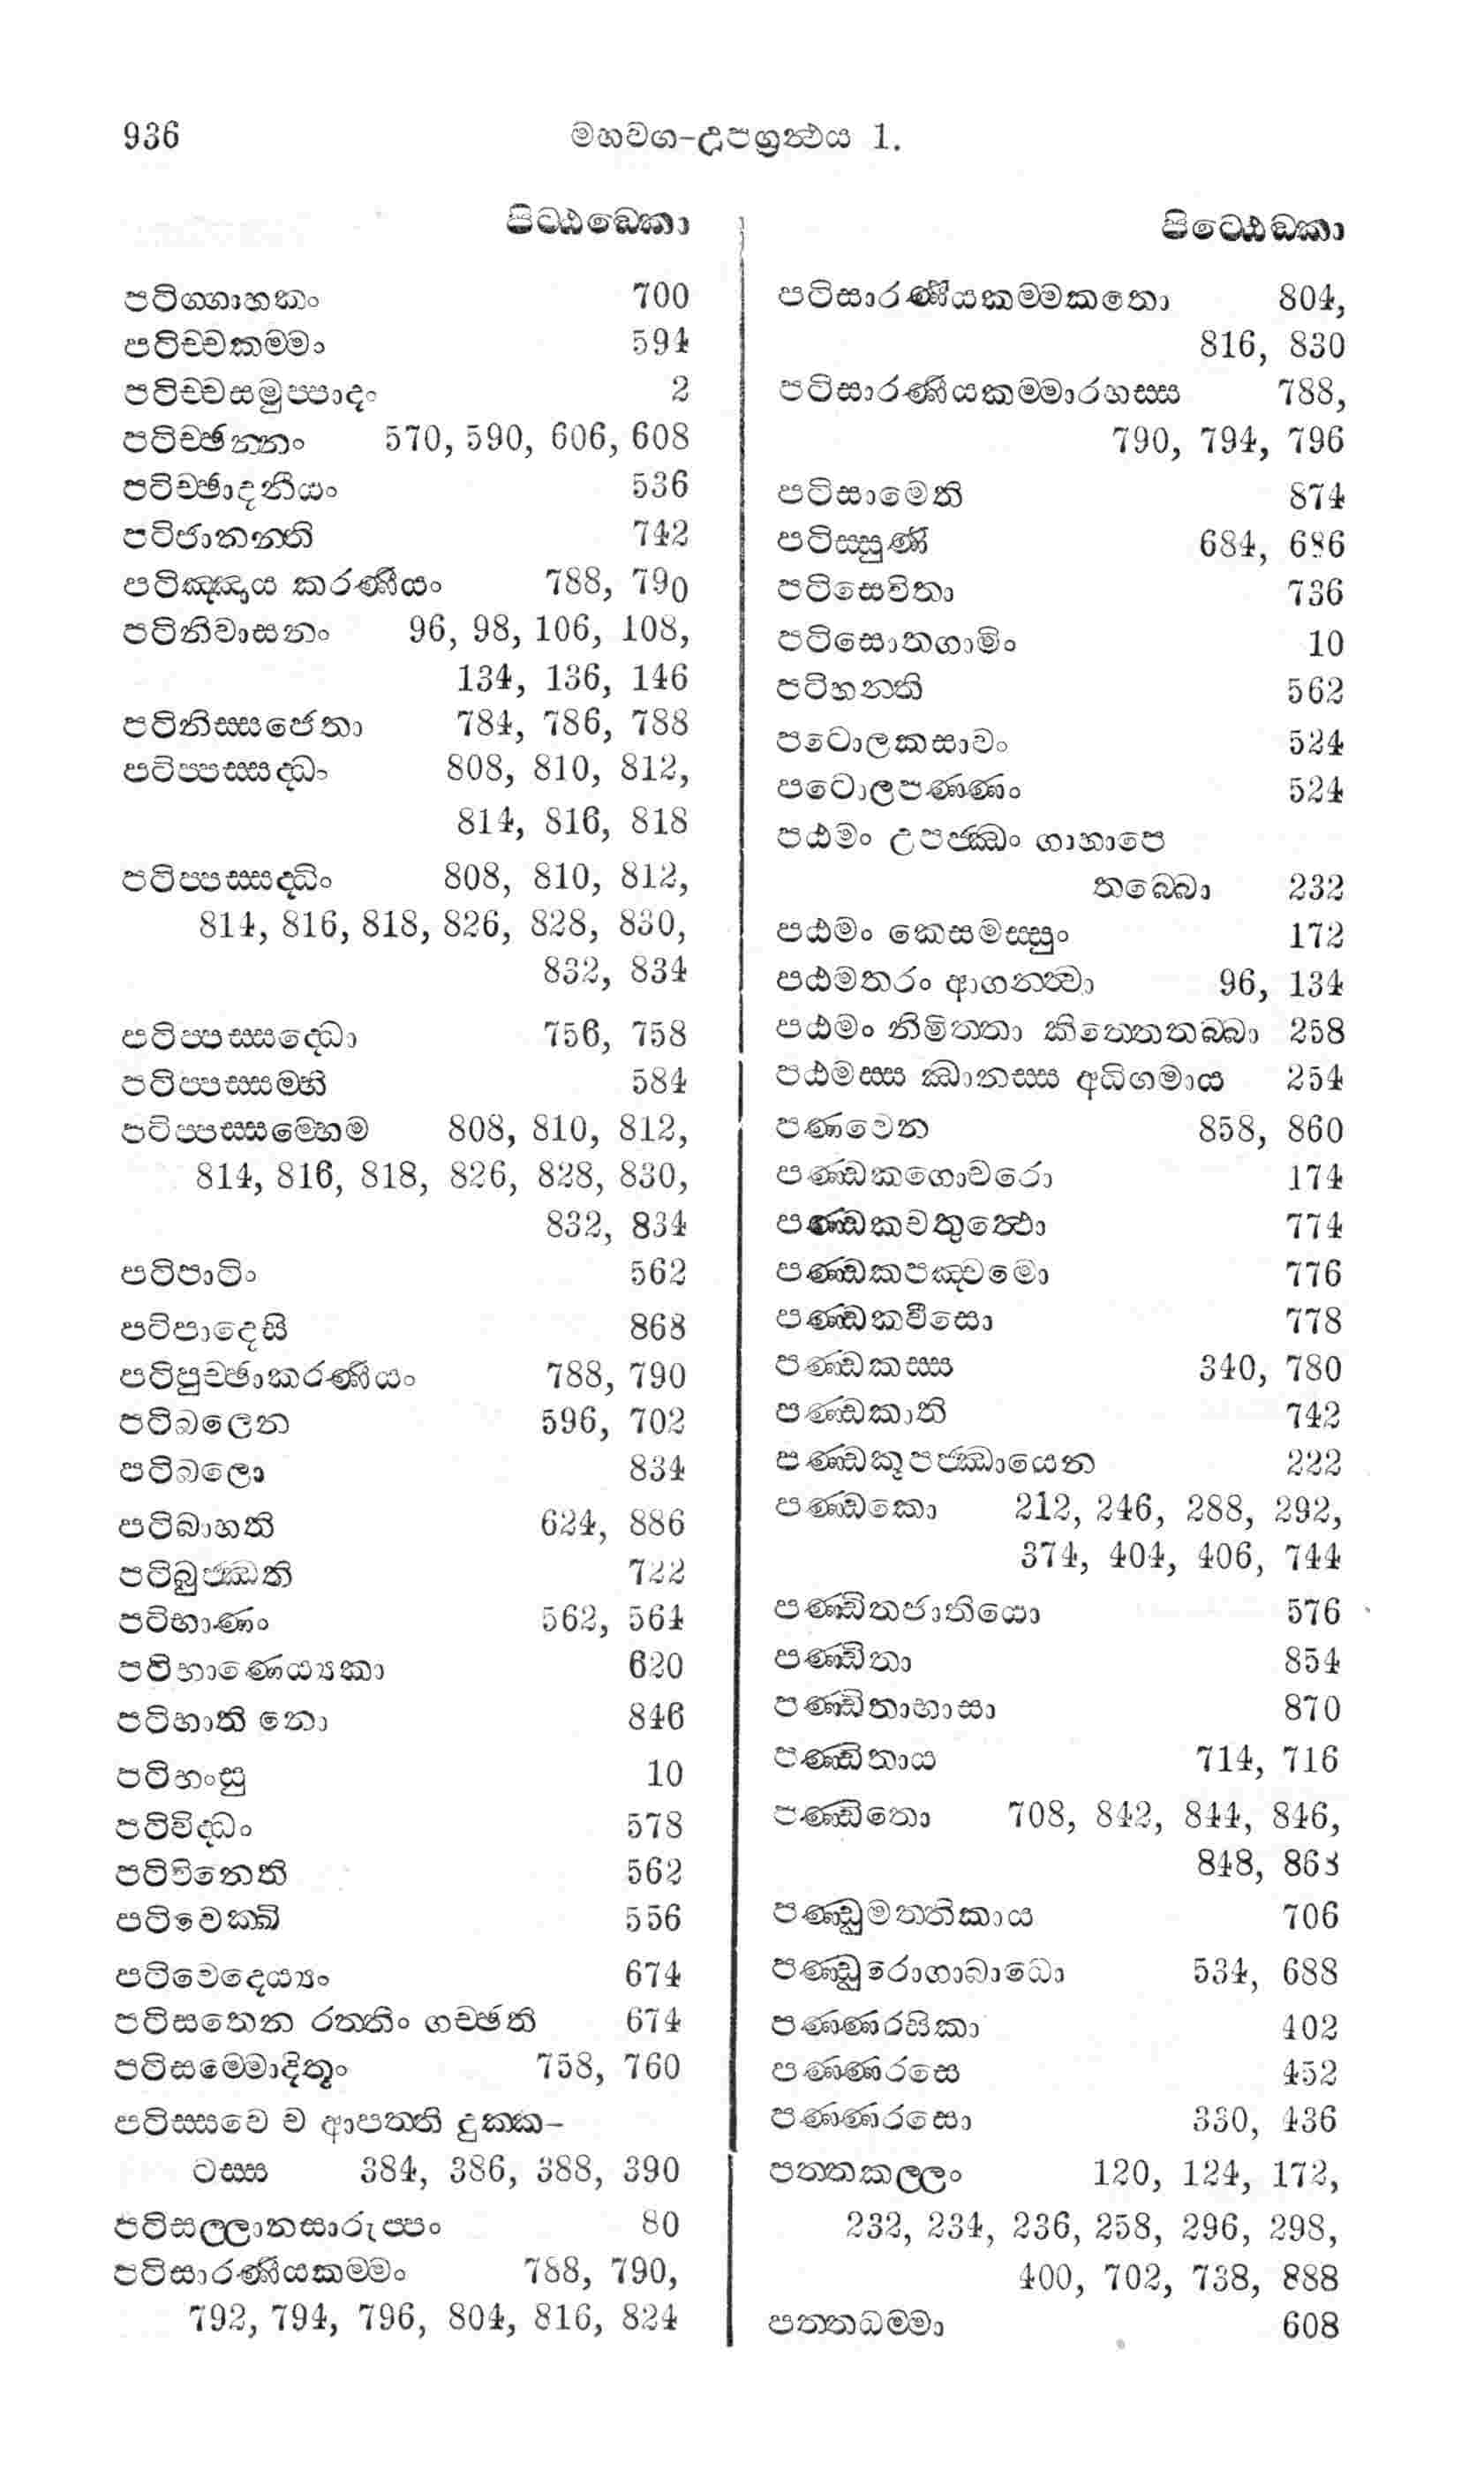 936
මහවග-උපග්‍රන්ථය 1.
පිට්ඨඞ්කො
පටිග්ගාහකං 700
පටිච්චකම්මා 594
පටිච්චසමුප්පාදං 2
පටිච්ඡන්නං 570, 590, 606, 608
පටිච්ඡාදනීයං 536
පටිජානන්ති 742
පටිඤ්ඤාය කරණීයං 788, 790
පටිනිවාසනං 96, 98, 106, 108,
134, 136, 146
පටිනිස්සජෙතා 784, 786, 788
පටිප්පස්සද්ධං 808, 810, 812,
814, 816, 818
පටිප්පස්සද්ධිං 808, 810, 812,
814, 816, 818, 826, 828, 830,
832, 834
පටිප්පස්සද්ධො 756, 758
පටිප්පස්සම්භි 584
පටිප්පස්සම්භෙම 808, 810, 812,
814, 816, 818, 826, 828, 830,
832, 834
පටිපාටිං 562
පටිපාදෙසි 868
පටිපුච්ඡාකරණීයං 788, 790
පටිබලෙන 596, 702
පටිබලො 834
පටිබාහති 624, 886
පටිබුජ්ඣති 722
පටිභාණං 562, 564
පටිභාණෙය්‍යකා 620
පටිභාති නො 846
පටිභංසු 10
පටිවිද්ධං 578
පටිවිනෙති 562
පටිවෙක්ඛි 556
පටිවෙදෙය්‍යං 674
පටිසතෙන රත්තිං ගච්ඡති 674
පටිසම්මොදිතුං 758, 760
පටිස්සවෙ ච ආපත්ති දුක්ක-
ටස්ස 384, 386, 388, 390
පටිසල්ලානසාරුප්පං 80
පටිසාරණීයකම්මං 788, 790,
792, 794, 796, 804, 816, 824
පිට්ඨෙඞ්කා
පටිසාරණීයකම්මකතො 804,
816, 830
පටිසාරණීයකම්මාරහස්ස 788,
790, 794, 796
පටිසාමෙති 874
පටිස්සුණි 684, 686
පටිසෙවිතා 736
පටිසොතගාමිං 10
පටිහන්ති 562
පටොලකසාවං 524
පටොලපණ්ණං 524
පඨමං උපජ්ඣං ගාහාපෙ
තබ්බො 232
පඨමං කෙසමස්සුං 172
පඨමතරං ආගන්ත්වා 96, 134
පඨමං නිමිත්තා කිත්තෙතබ්බා 258
පඨමස්ස ඣානස්ස අධිගමාය 254
පණවෙන 858, 860
පණ්ඩකගොචරො 174
පණ්ඩකචතුත්ථො 774
පණ්ඩකපඤ්චමො 776
පණ්ඩකවීසො 778
පණ්ඩකස්ස 340, 780
පණ්ඩකාති 742
පණ්ඩකූපජ්ඣායෙන 222
පණ්ඩකො 212, 246, 288, 292,
374, 404, 406, 744
පණ්ඩිතජාතියො 576
පණ්ඩිතා 854
පණ්ඩිතාභාසා 870
පණ්ඩිතාය 714, 716
පණ්ඩිතො 708, 842, 844, 846,
848, 868
පණ්ඩුමත්තිකාය 706
පණ්ඩුරොගාබාධො 534, 688
පණ්ණරසිකා 402
පණ්ණරසෙ 452
පණ්ණරසො 330, 436
පත්තකල්ලං 120, 124, 172,
232, 234, 236, 258, 296, 298,
400, 702, 738, 888
පත්තධම්මා 608